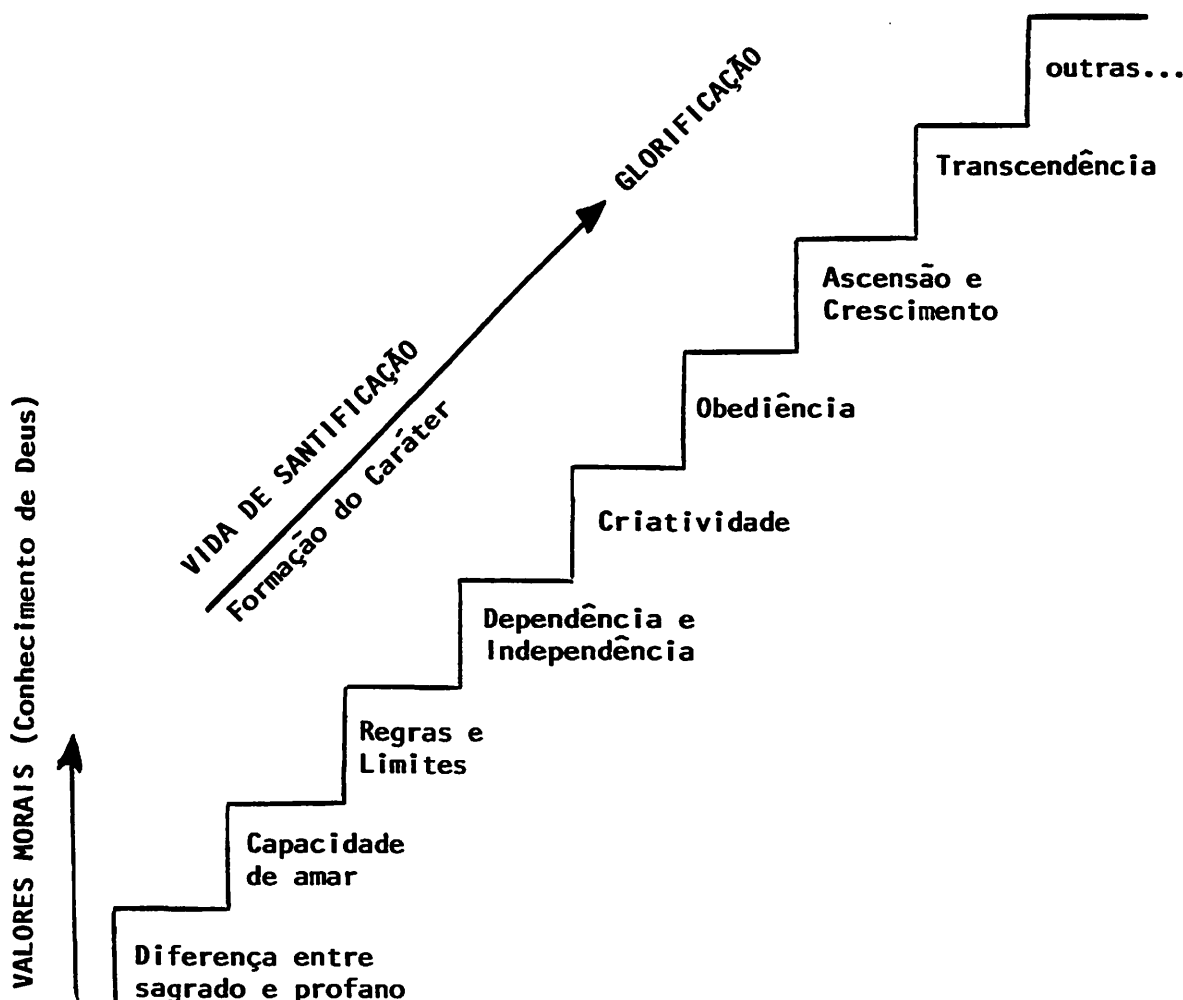 outras...
GLORIFICAÇÃO
Transcendência
Ascensão e
Crescimento
VIDA DE SANTIFICAÇÃO
Formação do Caráter
Obediência
Criatividade
Dependência e
Independência
VALORES MORAIS (Conhecimento de Deus)
Regras e
Limites
Capacidade
de amar
Diferença entre
sagrado e profano